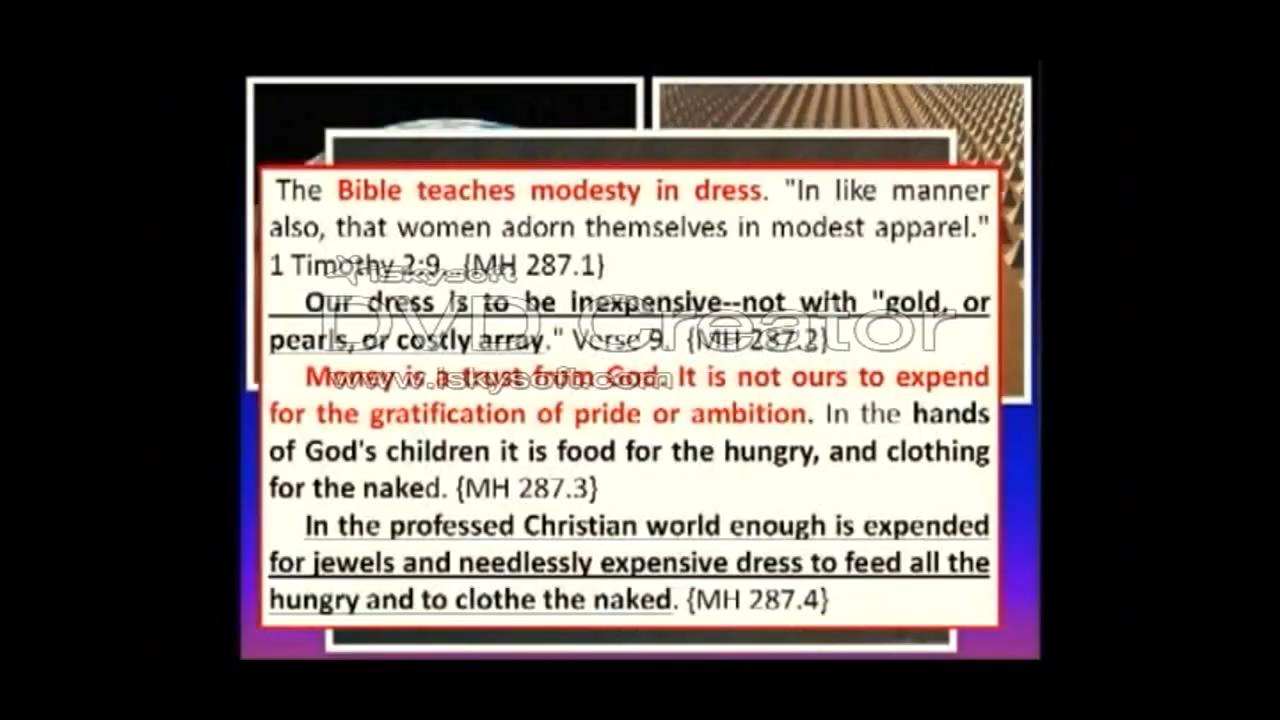 The Bible teaches modesty in dress. "In like manner
also, that women adorn themselves in modest apparel."
1 Timothy 2:9. {MH 287.1}
iSkysoft
Our dress is to be inexpensive--not with "gold, or
DVD Creator
pearls, or costly array." Verse 9. {MH 287.2}
Money is a trust from God. It is not ours to expend
www.iskysoft.com
for the gratification of pride or ambition. In the hands
of God's children it is food for the hungry, and clothing
for the naked. {MH 287.3}
In the professed Christian world enough is expended
for jewels and needlessly expensive dress to feed all the
hungry and to clothe the naked. {MH 287.4}